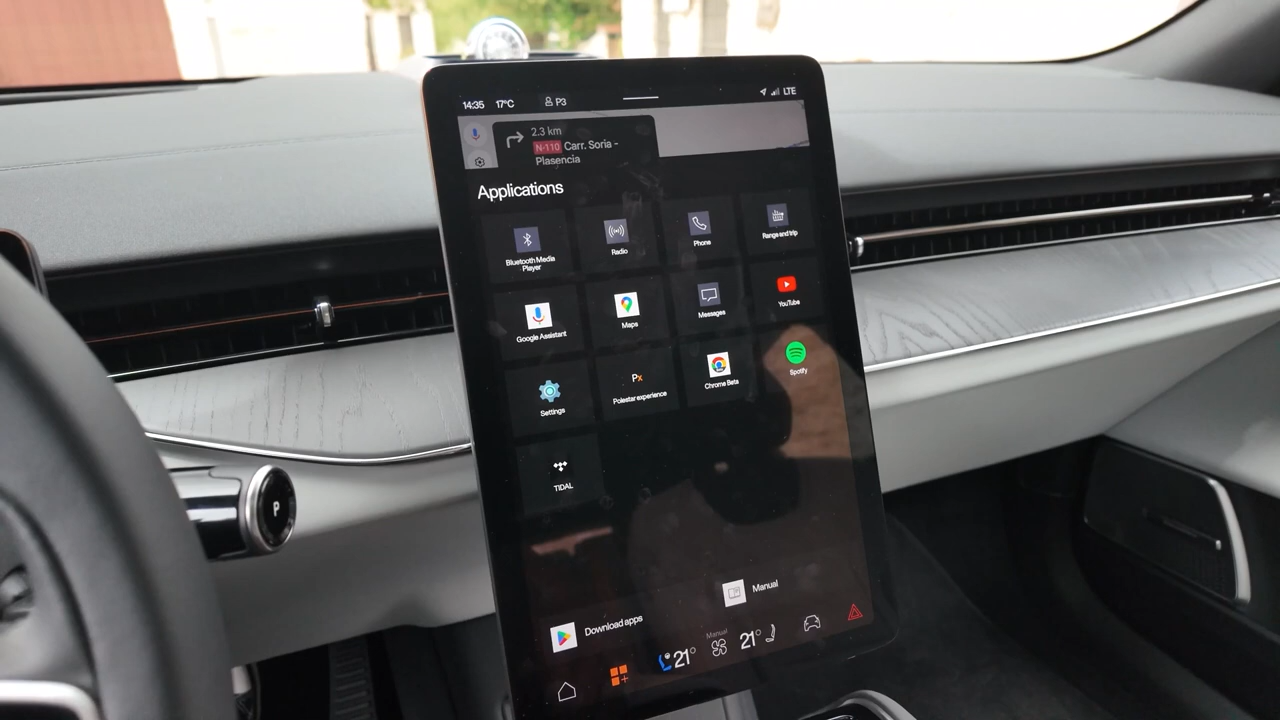 14:35 17°C P3 LTE
2.3 km
N-110 Carr. Soria -
Plasencia
Applications
Bluetooth Media
Player
Radio
Phone
Range and trip
Google Assistant
Maps
Messages
YouTube
Settings
Px
Polestar experience
Chrome Beta
Spotify
TIDAL
Manual
Download apps
Manual
21° 21°
P